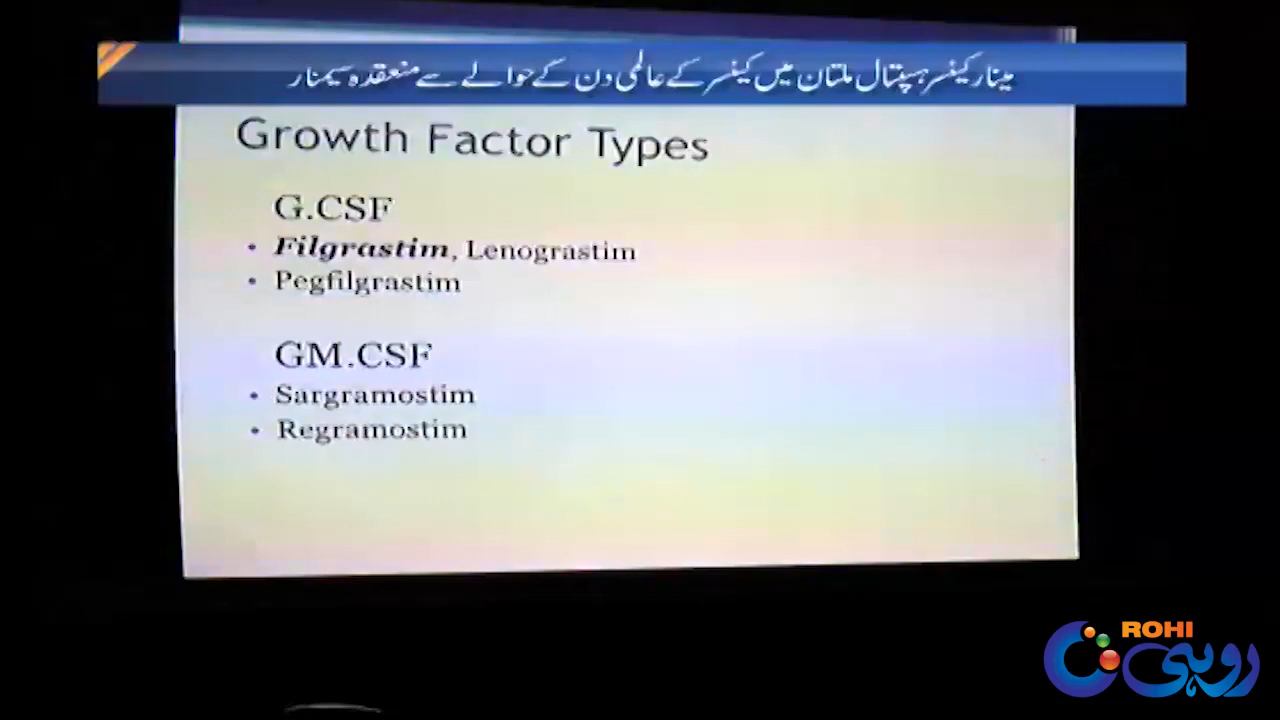 مینار کینسر ہسپتال ملتان میں کینسر کے عالمی دن کے حوالے سے منعقدہ سیمنار
Growth Factor Types
G.CSF
• Filgrastim, Lenograstim
• Pegfilgrastim
GM.CSF
• Sargramostim
• Regramostim
ROHI
روہی